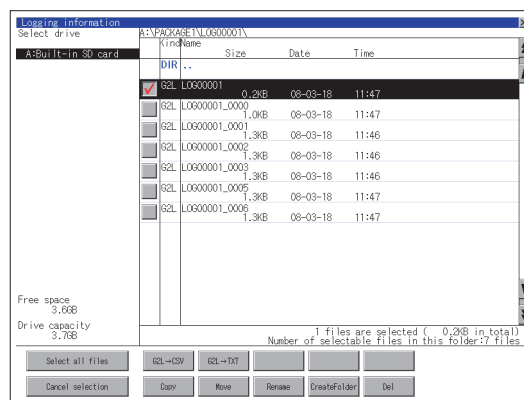 Logging information
Select drive
A:\PACKAGE1\LOG00001\
A:Built-in SD card
Kind Name
Size Date Time
DIR ..
G2L LOG00001
0.2KB 08-03-18 11:47
G2L LOG00001_0000
1.0KB 08-03-18 11:47
G2L LOG00001_0001
1.3KB 08-03-18 11:46
G2L LOG00001_0002
1.3KB 08-03-18 11:46
G2L LOG00001_0003
1.3KB 08-03-18 11:46
G2L LOG00001_0005
1.3KB 08-03-18 11:47
G2L LOG00001_0006
1.3KB 08-03-18 11:47
Free space
3.6GB
Drive capacity
3.7GB
1 files are selected ( 0.2KB in total)
Number of selectable files in this folder:7 files
Select all files G2L→CSV G2L→TXT
Cancel selection Copy Move Rename CreateFolder Del